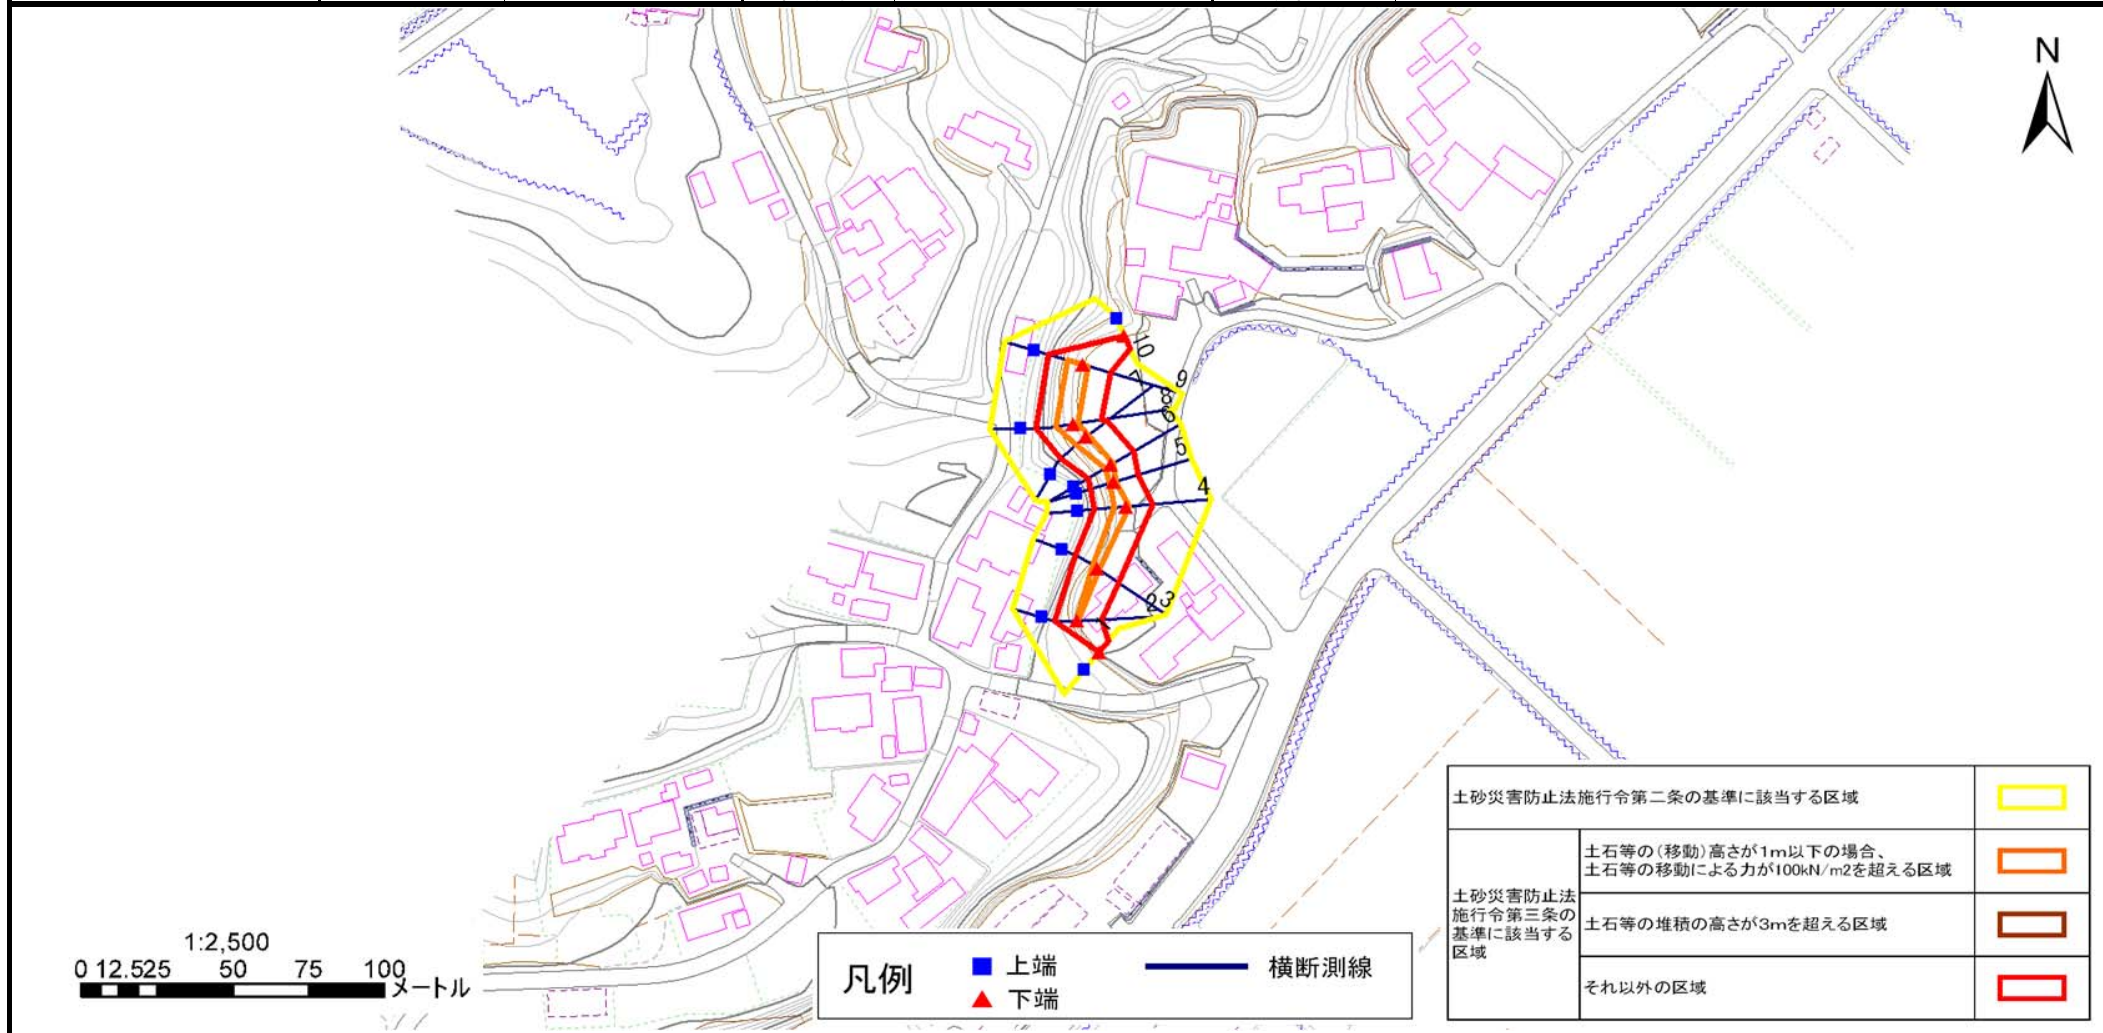 N
10
9
7
8
6
5
4
3
2
1:2,500
0 12.525 50 75 100
メートル
凡例
上端
横断測線
下端
土砂災害防止法施行令第二条の基準に該当する区域
土砂災害防止法
施行令第三条の
基準に該当する
区域
土石等の(移動)高さが1m以下の場合、
土石等の移動による力が100kN/m2を超える区域
土石等の堆積の高さが3mを超える区域
それ以外の区域